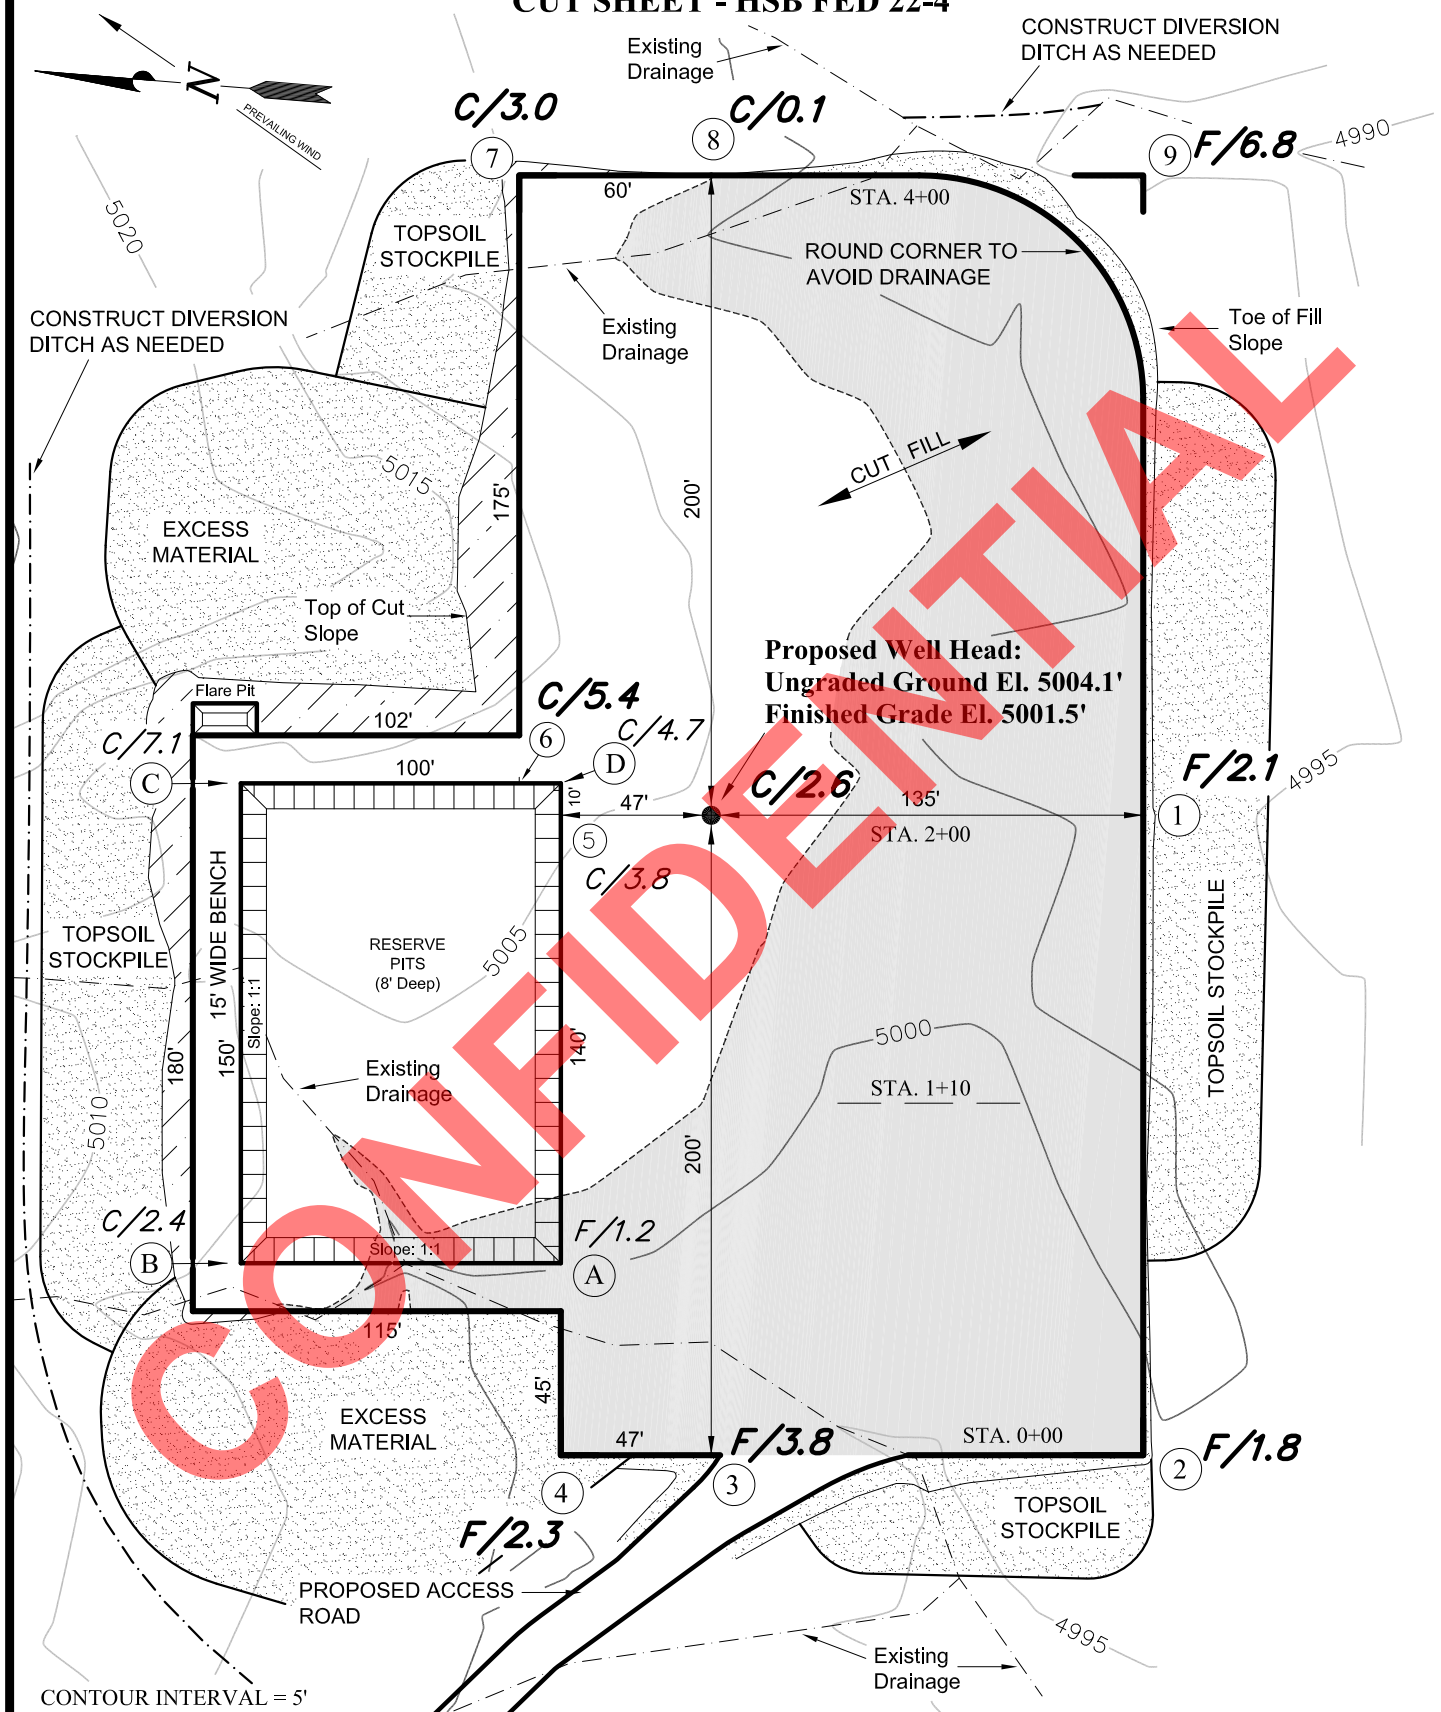 CUT SHEET - HSB FED 22-4
CONSTRUCT DIVERSION
DITCH AS NEEDED
Existing
Drainage
N
PREVAILING WIND
C/3.0
7
C/0.1
8
9
F/6.8
4990
5020
TOPSOIL
STOCKPILE
60'
STA. 4+00
ROUND CORNER TO
AVOID DRAINAGE
CONSTRUCT DIVERSION
DITCH AS NEEDED
Existing
Drainage
Toe of Fill
Slope
CUT
FILL
5015
175'
200'
EXCESS
MATERIAL
Top of Cut
Slope
Proposed Well Head:
Ungraded Ground El. 5004.1'
Finished Grade El. 5001.5'
Flare Pit
102'
C/5.4
6
C/4.7
D
C/7.1
C
100'
10'
47'
C/2.6
135'
STA. 2+00
F/2.1
1
4995
5
C/3.8
15' WIDE BENCH
TOPSOIL
STOCKPILE
RESERVE
PITS
(8' Deep)
5005
Slope: 1:1
TOPSOIL STOCKPILE
180'
150'
140'
Existing
Drainage
5000
STA. 1+10
5010
200'
C/2.4
B
Slope: 1:1
F/1.2
A
115'
45'
EXCESS
MATERIAL
47'
F/3.8
3
STA. 0+00
2
F/1.8
4
F/2.3
TOPSOIL
STOCKPILE
PROPOSED ACCESS
ROAD
4995
Existing
Drainage
CONTOUR INTERVAL = 5'
CONFIDENTIAL